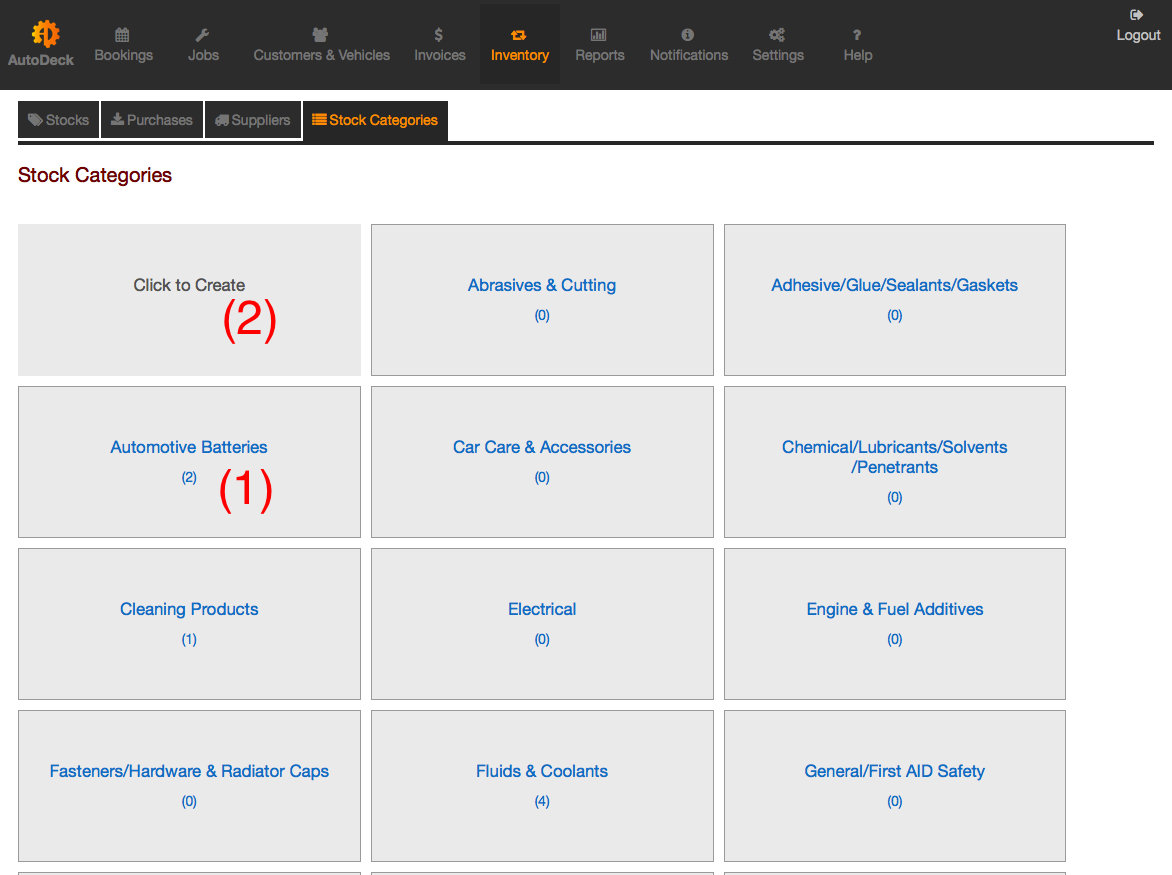 Logout
AutoDeck
Bookings
Jobs
Customers & Vehicles
$
Invoices
Inventory
Reports
Notifications
Settings
?
Help
Stocks
Purchases
Suppliers
Stock Categories
Stock Categories
Click to Create
(2)
Abrasives & Cutting
(0)
Adhesive/Glue/Sealants/Gaskets
(0)
Automotive Batteries
(2)
(1)
Car Care & Accessories
(0)
Chemical/Lubricants/Solvents
/Penetrants
(0)
Cleaning Products
(1)
Electrical
(0)
Engine & Fuel Additives
(0)
Fasteners/Hardware & Radiator Caps
(0)
Fluids & Coolants
(4)
General/First AID Safety
(0)